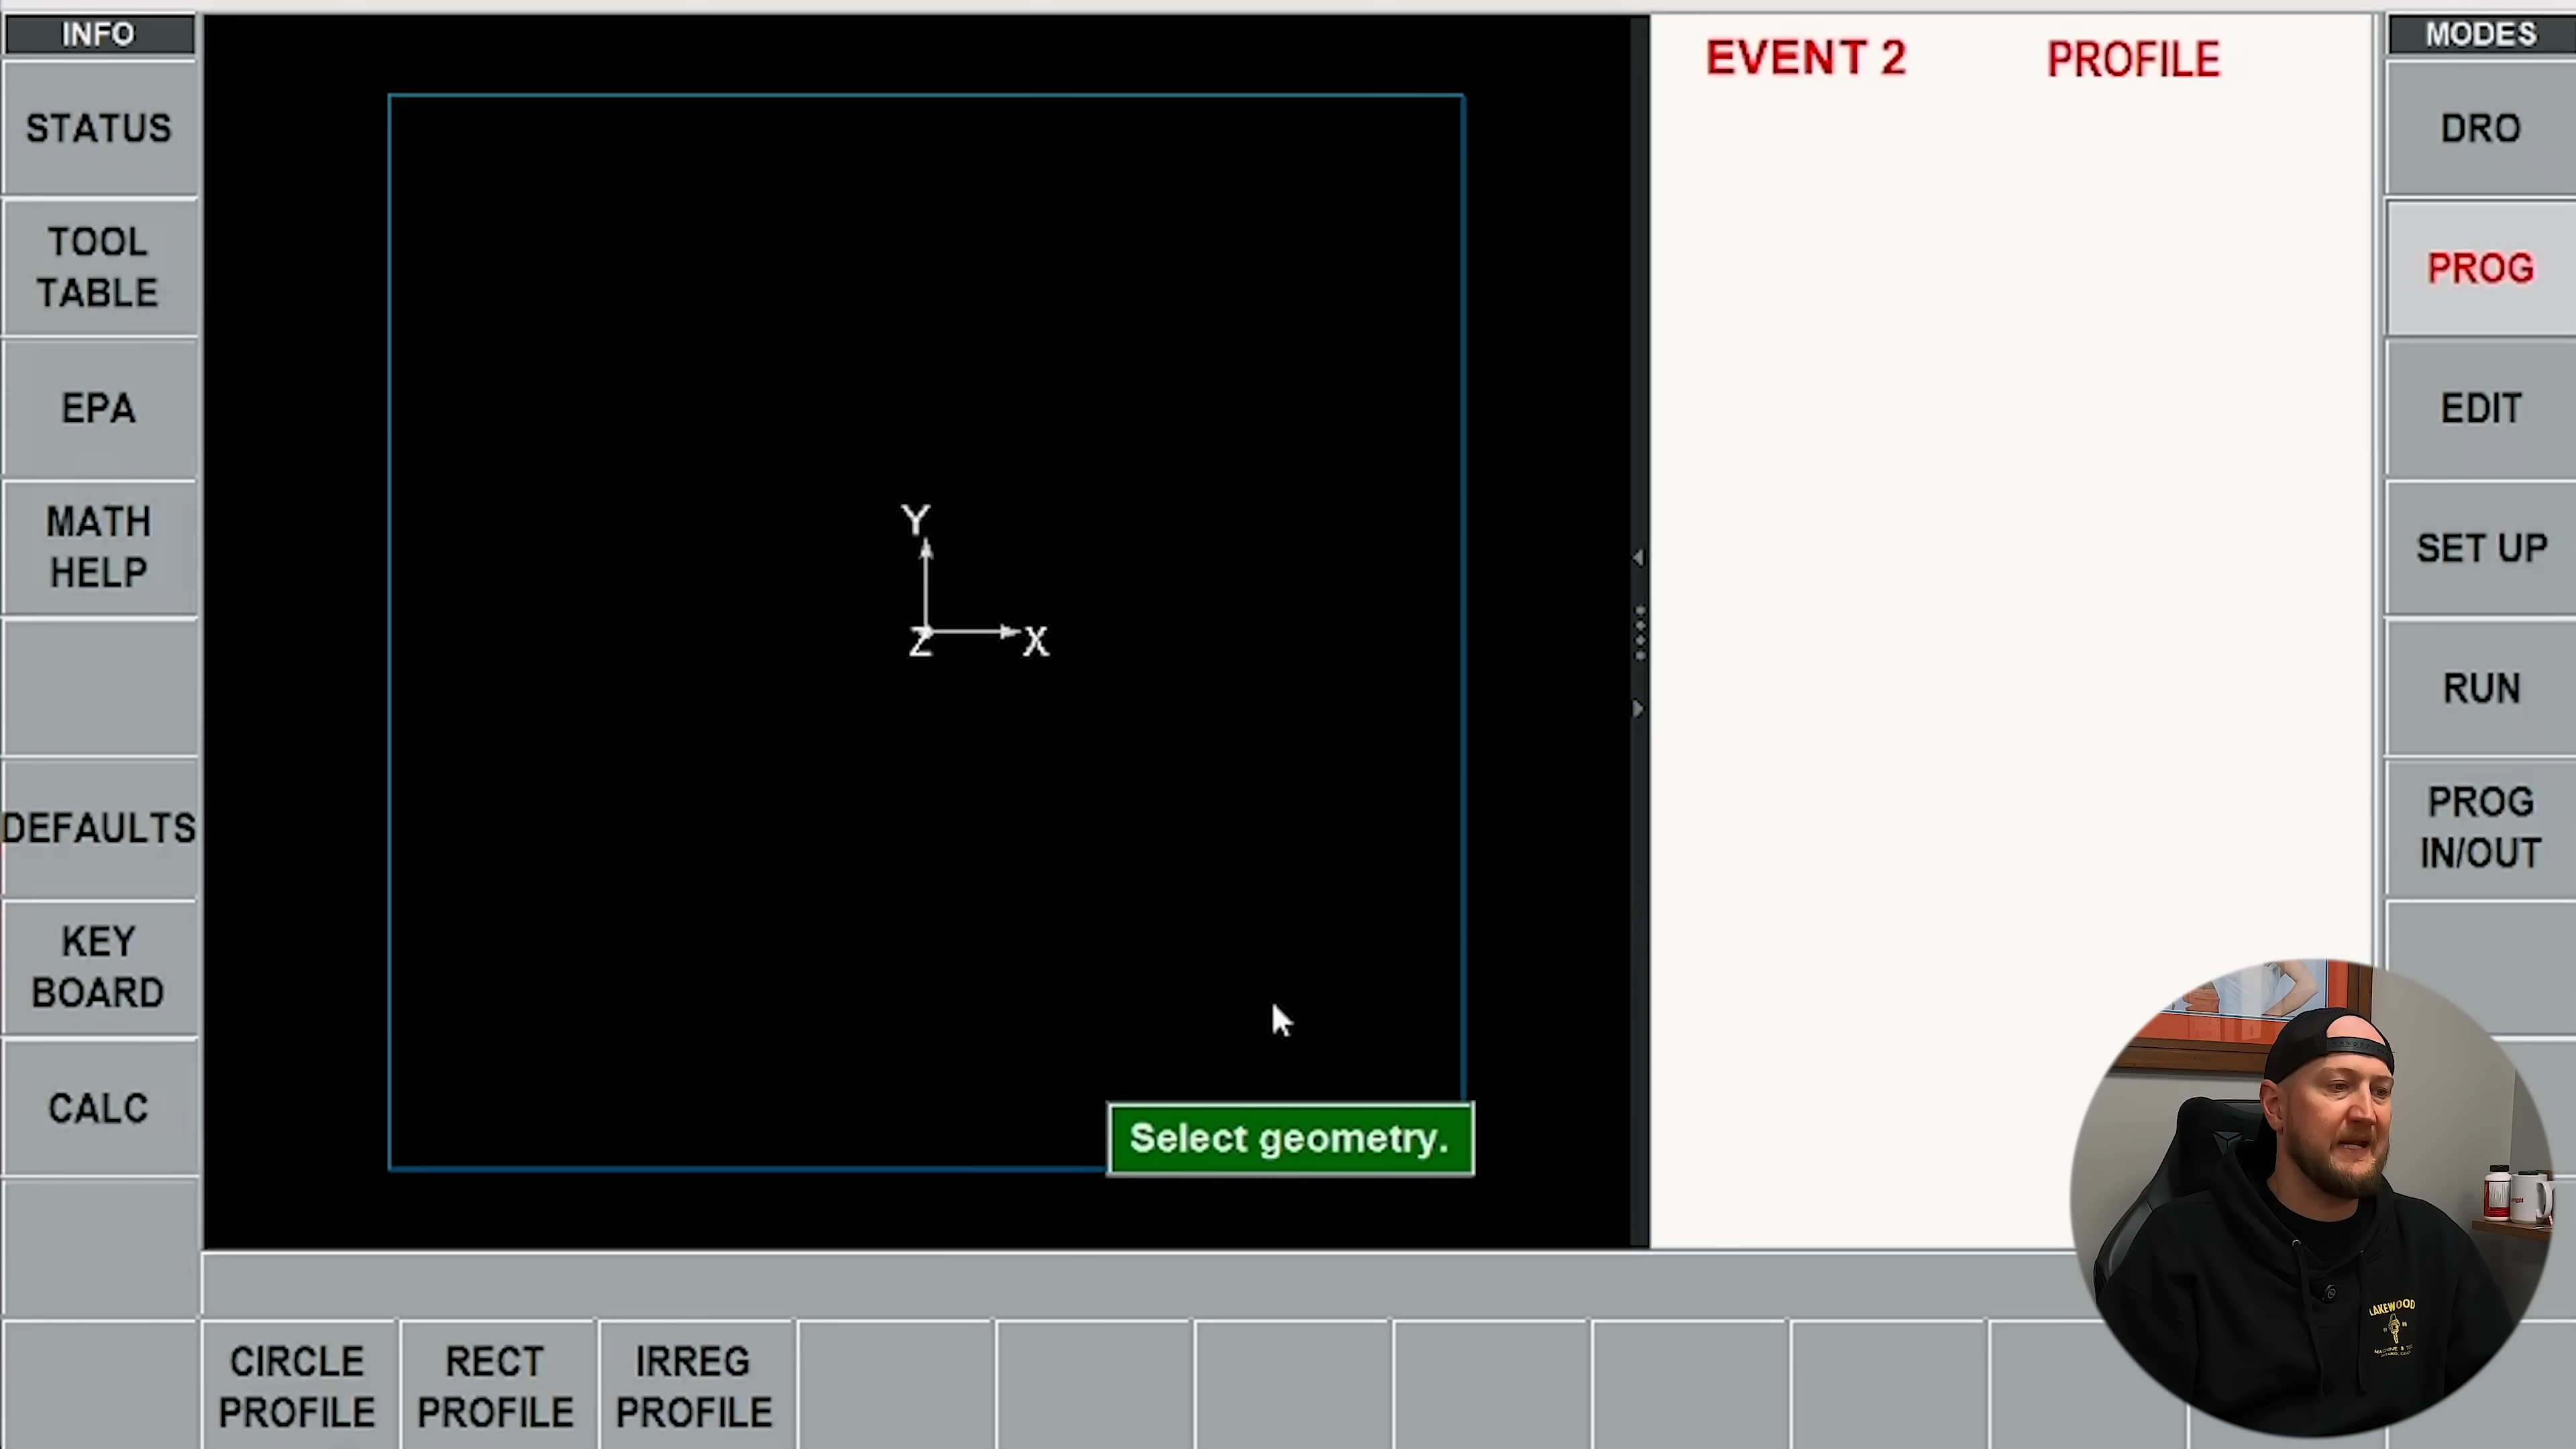 INFO
STATUS
TOOL
TABLE
EPA
MATH
HELP
DEFAULTS
KEY
BOARD
CALC
Y
Z X
Select geometry.
EVENT 2 PROFILE
MODES
DRO
PROG
EDIT
SET UP
RUN
PROG
IN/OUT
CIRCLE
PROFILE
RECT
PROFILE
IRREG
PROFILE
LAKEWOOD